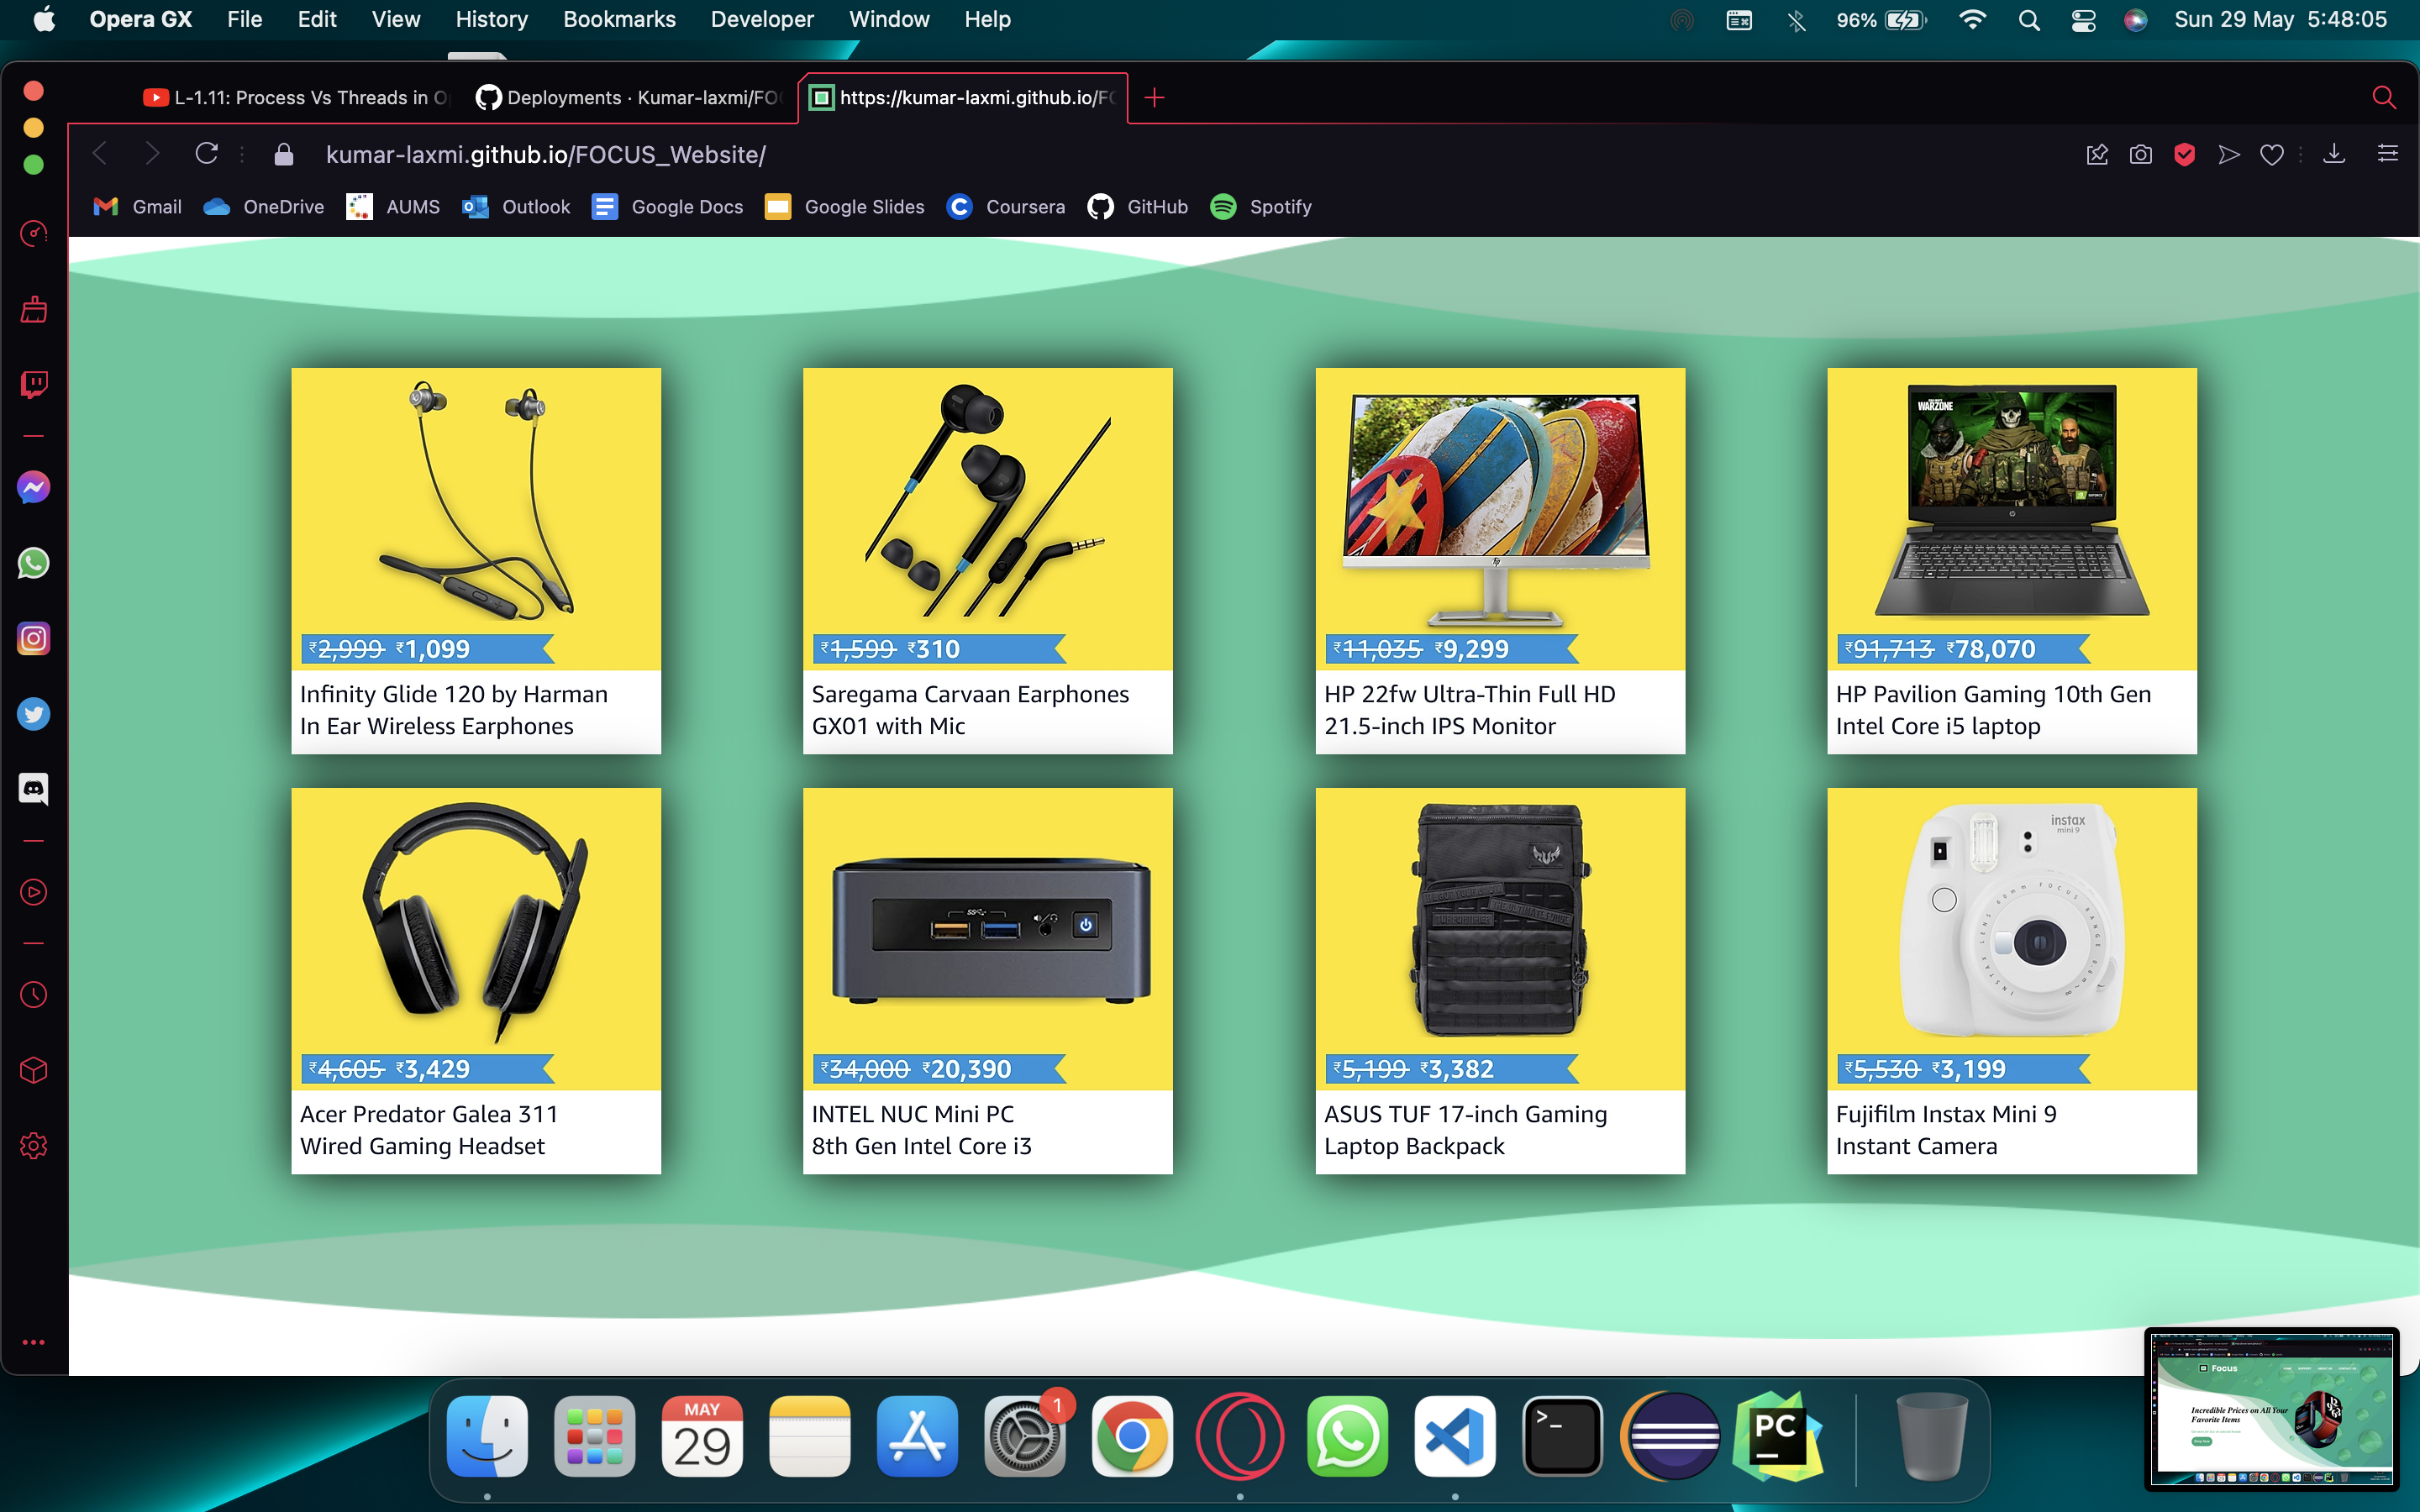 Opera GX File Edit View History Bookmarks Developer Window Help 96% Sun 29 May 5:48:05
L-1.11: Process Vs Threads in O Deployments · Kumar-laxmi/FO https://kumar-laxmi.github.io/F
kumar-laxmi.github.io/FOCUS_Website/
Gmail OneDrive AUMS Outlook Google Docs Google Slides Coursera GitHub Spotify
WARZONE
hp
₹2,999 ₹1,099
₹1,599 ₹310
₹11,035 ₹9,299
₹91,713 ₹78,070
Infinity Glide 120 by Harman
In Ear Wireless Earphones
Saregama Carvaan Earphones
GX01 with Mic
HP 22fw Ultra-Thin Full HD
21.5-inch IPS Monitor
HP Pavilion Gaming 10th Gen
Intel Core i5 laptop
instax
mini 9
₹4,605 ₹3,429
₹34,000 ₹20,390
₹5,199 ₹3,382
₹5,530 ₹3,199
Acer Predator Galea 311
Wired Gaming Headset
INTEL NUC Mini PC
8th Gen Intel Core i3
ASUS TUF 17-inch Gaming
Laptop Backpack
Fujifilm Instax Mini 9
Instant Camera
Focus
Incredible Prices on All Your
Favorite Items
MAY
29
1
>_
PC